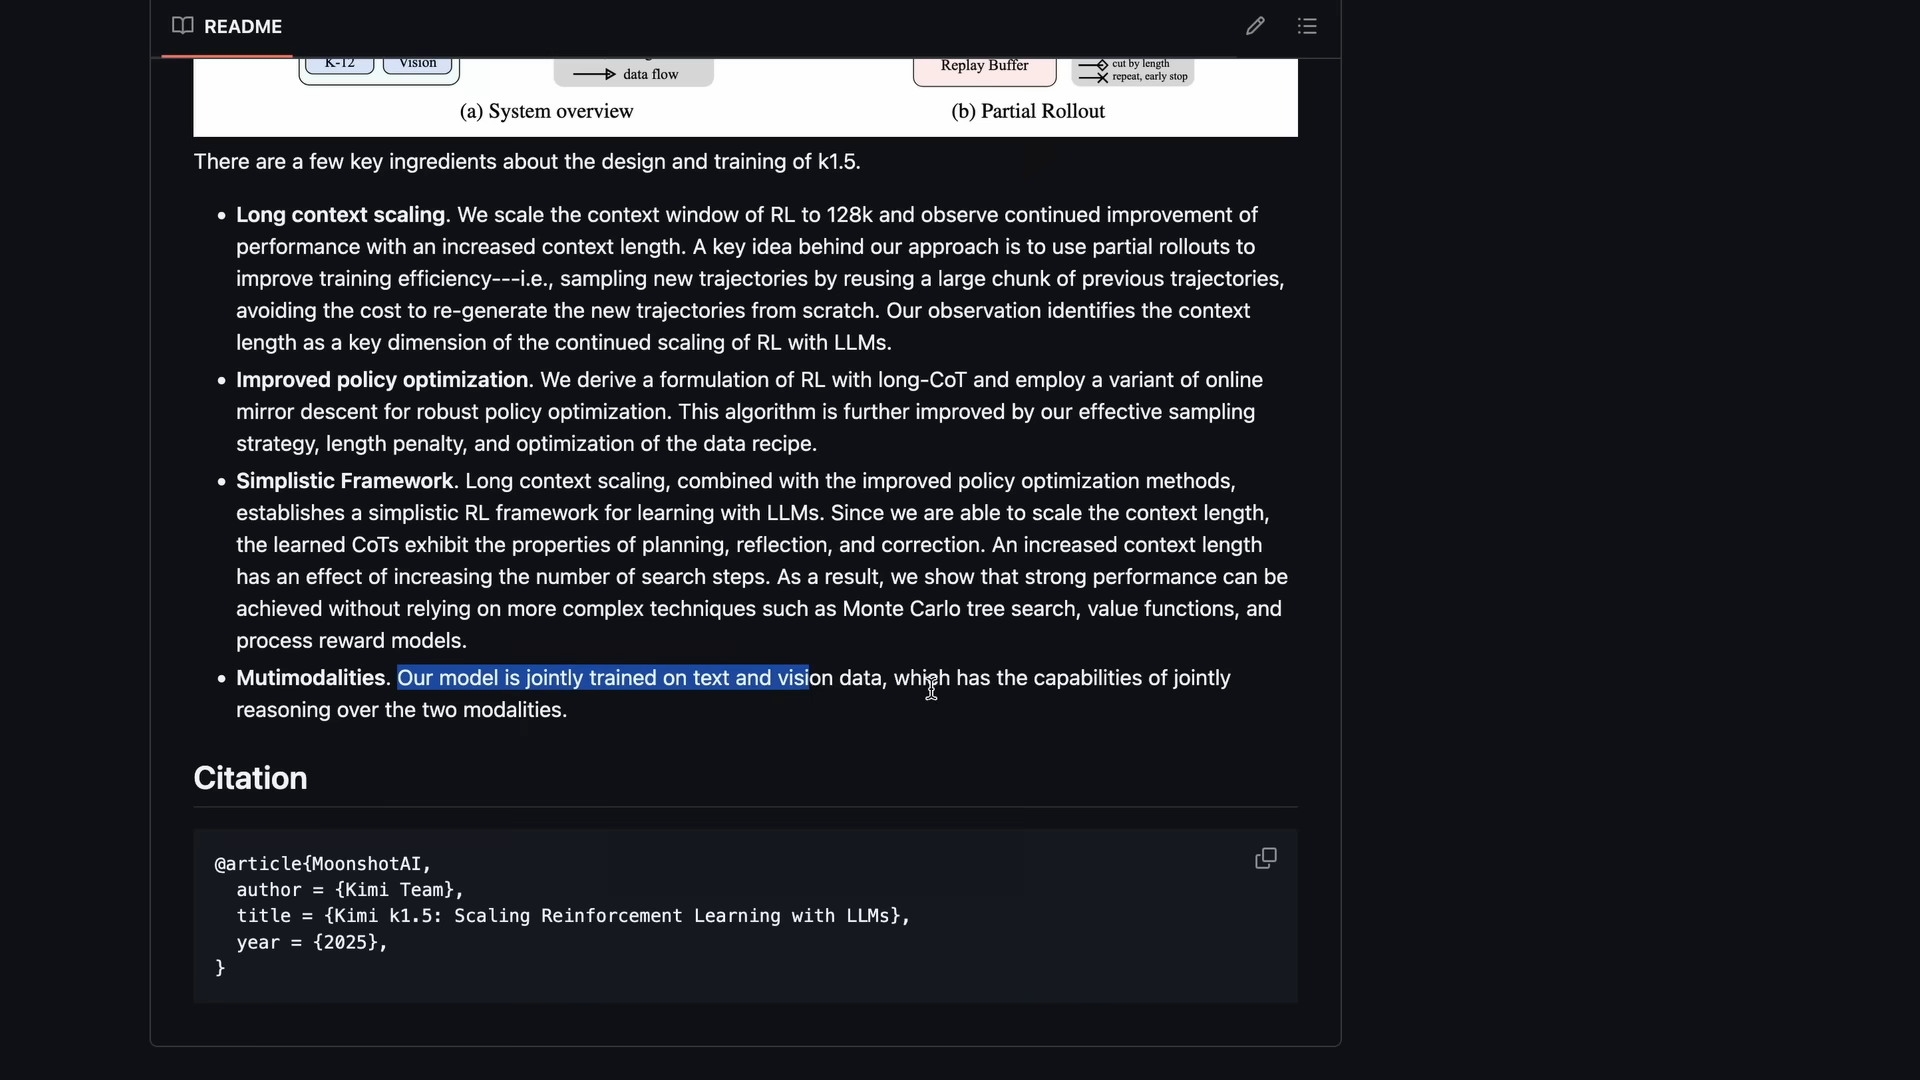 README
K-12 Vision
data flow
Replay Buffer
cut by length
repeat, early stop
(a) System overview
(b) Partial Rollout
There are a few key ingredients about the design and training of k1.5.
• Long context scaling. We scale the context window of RL to 128k and observe continued improvement of
performance with an increased context length. A key idea behind our approach is to use partial rollouts to
improve training efficiency---i.e., sampling new trajectories by reusing a large chunk of previous trajectories,
avoiding the cost to re-generate the new trajectories from scratch. Our observation identifies the context
length as a key dimension of the continued scaling of RL with LLMs.
• Improved policy optimization. We derive a formulation of RL with long-CoT and employ a variant of online
mirror descent for robust policy optimization. This algorithm is further improved by our effective sampling
strategy, length penalty, and optimization of the data recipe.
• Simplistic Framework. Long context scaling, combined with the improved policy optimization methods,
establishes a simplistic RL framework for learning with LLMs. Since we are able to scale the context length,
the learned CoTs exhibit the properties of planning, reflection, and correction. An increased context length
has an effect of increasing the number of search steps. As a result, we show that strong performance can be
achieved without relying on more complex techniques such as Monte Carlo tree search, value functions, and
process reward models.
• Mutimodalities. Our model is jointly trained on text and vision data, which has the capabilities of jointly
reasoning over the two modalities.
Citation
@article{MoonshotAI,
  author = {Kimi Team},
  title = {Kimi k1.5: Scaling Reinforcement Learning with LLMs},
  year = {2025},
}